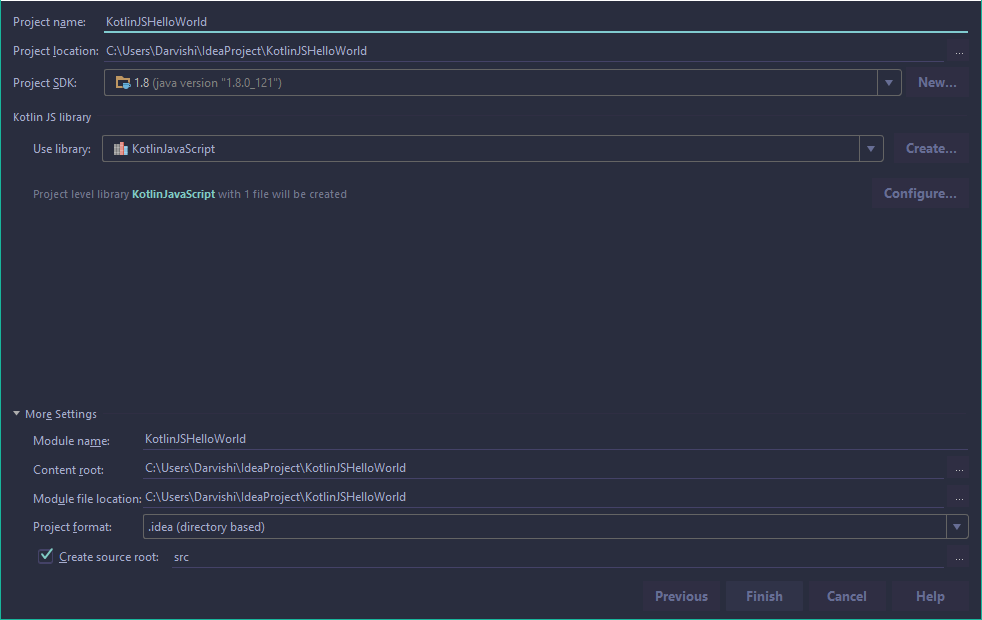 Project name: KotlinJSHelloWorld
Project location: C:\Users\Darvishi\IdeaProject\KotlinJSHelloWorld ...
Project SDK: 1.8 (java version "1.8.0_121") New...
Kotlin JS library
Use library: KotlinJavaScript Create...
Project level library KotlinJavaScript with 1 file will be created Configure...
More Settings
Module name: KotlinJSHelloWorld
Content root: C:\Users\Darvishi\IdeaProject\KotlinJSHelloWorld ...
Module file location: C:\Users\Darvishi\IdeaProject\KotlinJSHelloWorld ...
Project format: .idea (directory based)
Create source root: src ...
Previous Finish Cancel Help